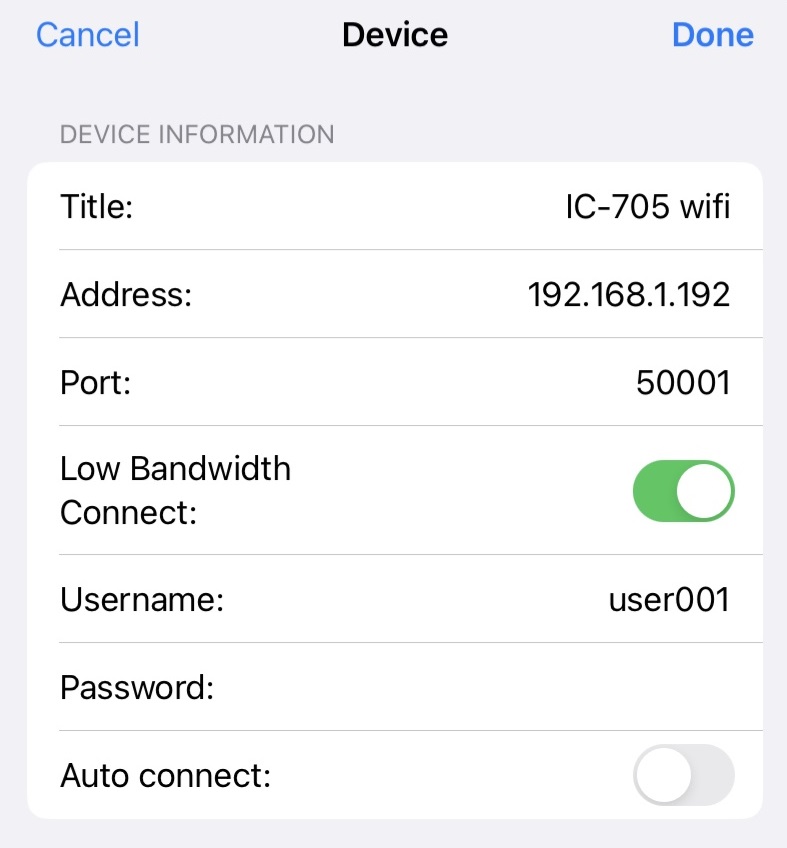 Cancel Device Done
DEVICE INFORMATION
Title: IC-705 wifi
Address: 192.168.1.192
Port: 50001
Low Bandwidth
Connect:
Username: user001
Password:
Auto connect: